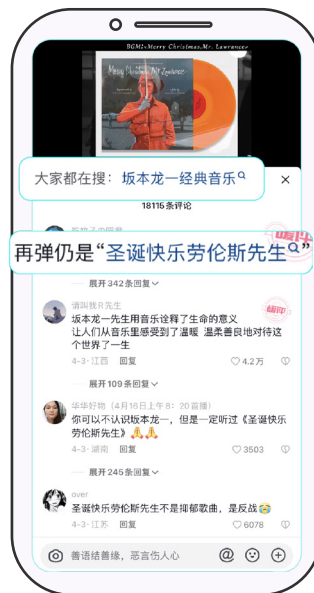 BGM:«Merry Christmas,Mr. Lawrance»
Merry Christmas Mr. Lawrence
大家都在搜：坂本龙一经典音乐
18115条评论
再弹仍是“圣诞快乐劳伦斯先生”
展开342条回复
请叫我R先生
坂本龙一先生用音乐诠释了生命的意义
让人们从音乐里感受到了温暖 温柔善良地对待这
个世界了一生
4-3·江西 回复 4.2万
展开109条回复
华华好物（4月16日上午8：20首播）
你可以不认识坂本龙一，但是一定听过《圣诞快乐
劳伦斯先生》🙏🙏
4-3·湖南 回复 3503
展开245条回复
over
圣诞快乐劳伦斯先生不是抑郁歌曲，是反战😭
4-3·江苏 回复 6078
善语结善缘，恶言伤人心